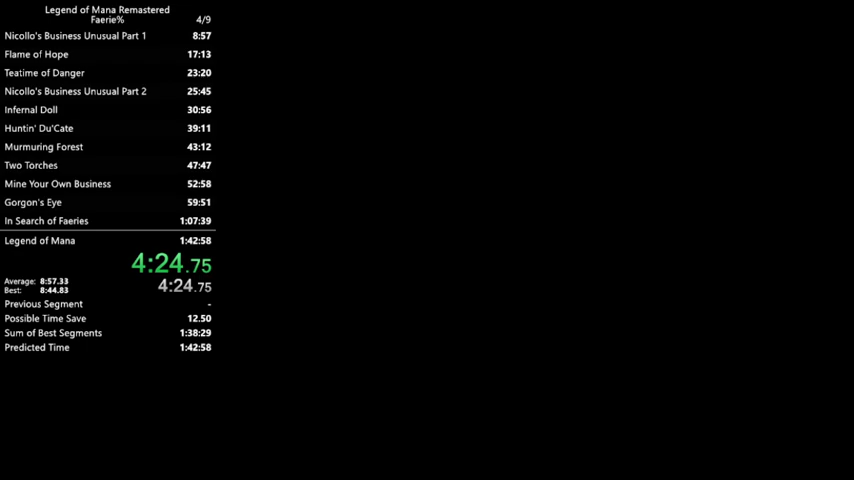 Legend of Mana Remastered
Faerie% 4/9
Nicollo's Business Unusual Part 1 8:57
Flame of Hope 17:13
Teatime of Danger 23:20
Nicollo's Business Unusual Part 2 25:45
Infernal Doll 30:56
Huntin' Du'Cate 39:11
Murmuring Forest 43:12
Two Torches 47:47
Mine Your Own Business 52:58
Gorgon's Eye 59:51
In Search of Faeries 1:07:39
Legend of Mana 1:42:58
4:24.75
Average: 8:57.33
Best: 8:44.83 4:24.75
Previous Segment -
Possible Time Save 12.50
Sum of Best Segments 1:38:29
Predicted Time 1:42:58